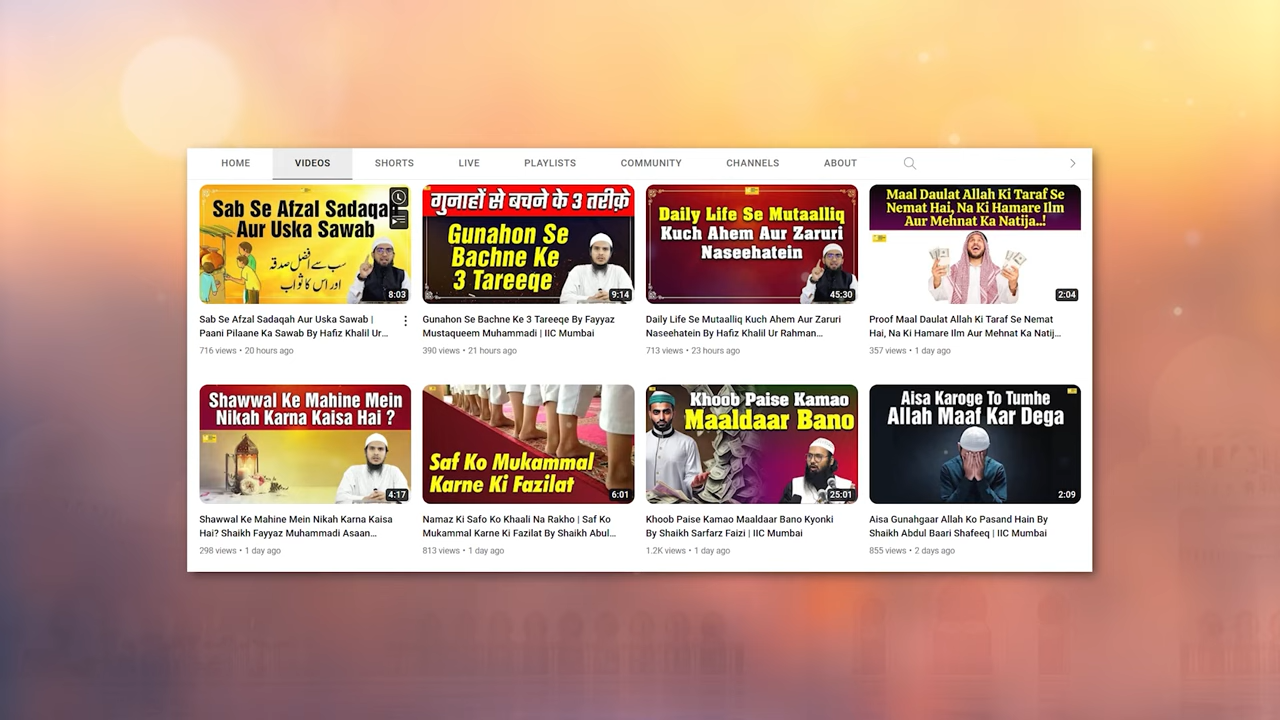 HOME VIDEOS SHORTS LIVE PLAYLISTS COMMUNITY CHANNELS ABOUT
Sab Se Afzal Sadaqa
Aur Uska Sawab
سب سے افضل صدقہ
اور اس کا ثواب
8:03
Sab Se Afzal Sadaqah Aur Uska Sawab |
Paani Pilaane Ka Sawab By Hafiz Khalil Ur...
716 views • 20 hours ago
गुनाहों से बचने के 3 तरीक़े
Gunahon Se
Bachne Ke
3 Tareeqe
9:14
Gunahon Se Bachne Ke 3 Tareeqe By Fayyaz
Mustaqueem Muhammadi | IIC Mumbai
390 views • 21 hours ago
Daily Life Se Mutaalliq
Kuch Ahem Aur Zaruri
Naseehatein
45:30
Daily Life Se Mutaalliq Kuch Ahem Aur Zaruri
Naseehatein By Hafiz Khalil Ur Rahman...
713 views • 23 hours ago
Maal Daulat Allah Ki Taraf Se
Nemat Hai, Na Ki Hamare Ilm
Aur Mehnat Ka Natija..!
2:04
Proof Maal Daulat Allah Ki Taraf Se Nemat
Hai, Na Ki Hamare Ilm Aur Mehnat Ka Natij...
357 views • 1 day ago
Shawwal Ke Mahine Mein
Nikah Karna Kaisa Hai ?
4:17
Shawwal Ke Mahine Mein Nikah Karna Kaisa
Hai? Shaikh Fayyaz Muhammadi Asaan...
298 views • 1 day ago
Saf Ko Mukammal
Karne Ki Fazilat
6:01
Namaz Ki Safo Ko Khaali Na Rakho | Saf Ko
Mukammal Karne Ki Fazilat By Shaikh Abul...
813 views • 1 day ago
Khoob Paise Kamao
Maaldaar Bano
25:01
Khoob Paise Kamao Maaldaar Bano Kyonki
By Shaikh Sarfarz Faizi | IIC Mumbai
1.2K views • 1 day ago
Aisa Karoge To Tumhe
Allah Maaf Kar Dega
2:09
Aisa Gunahgaar Allah Ko Pasand Hain By
Shaikh Abdul Baari Shafeeq | IIC Mumbai
855 views • 2 days ago